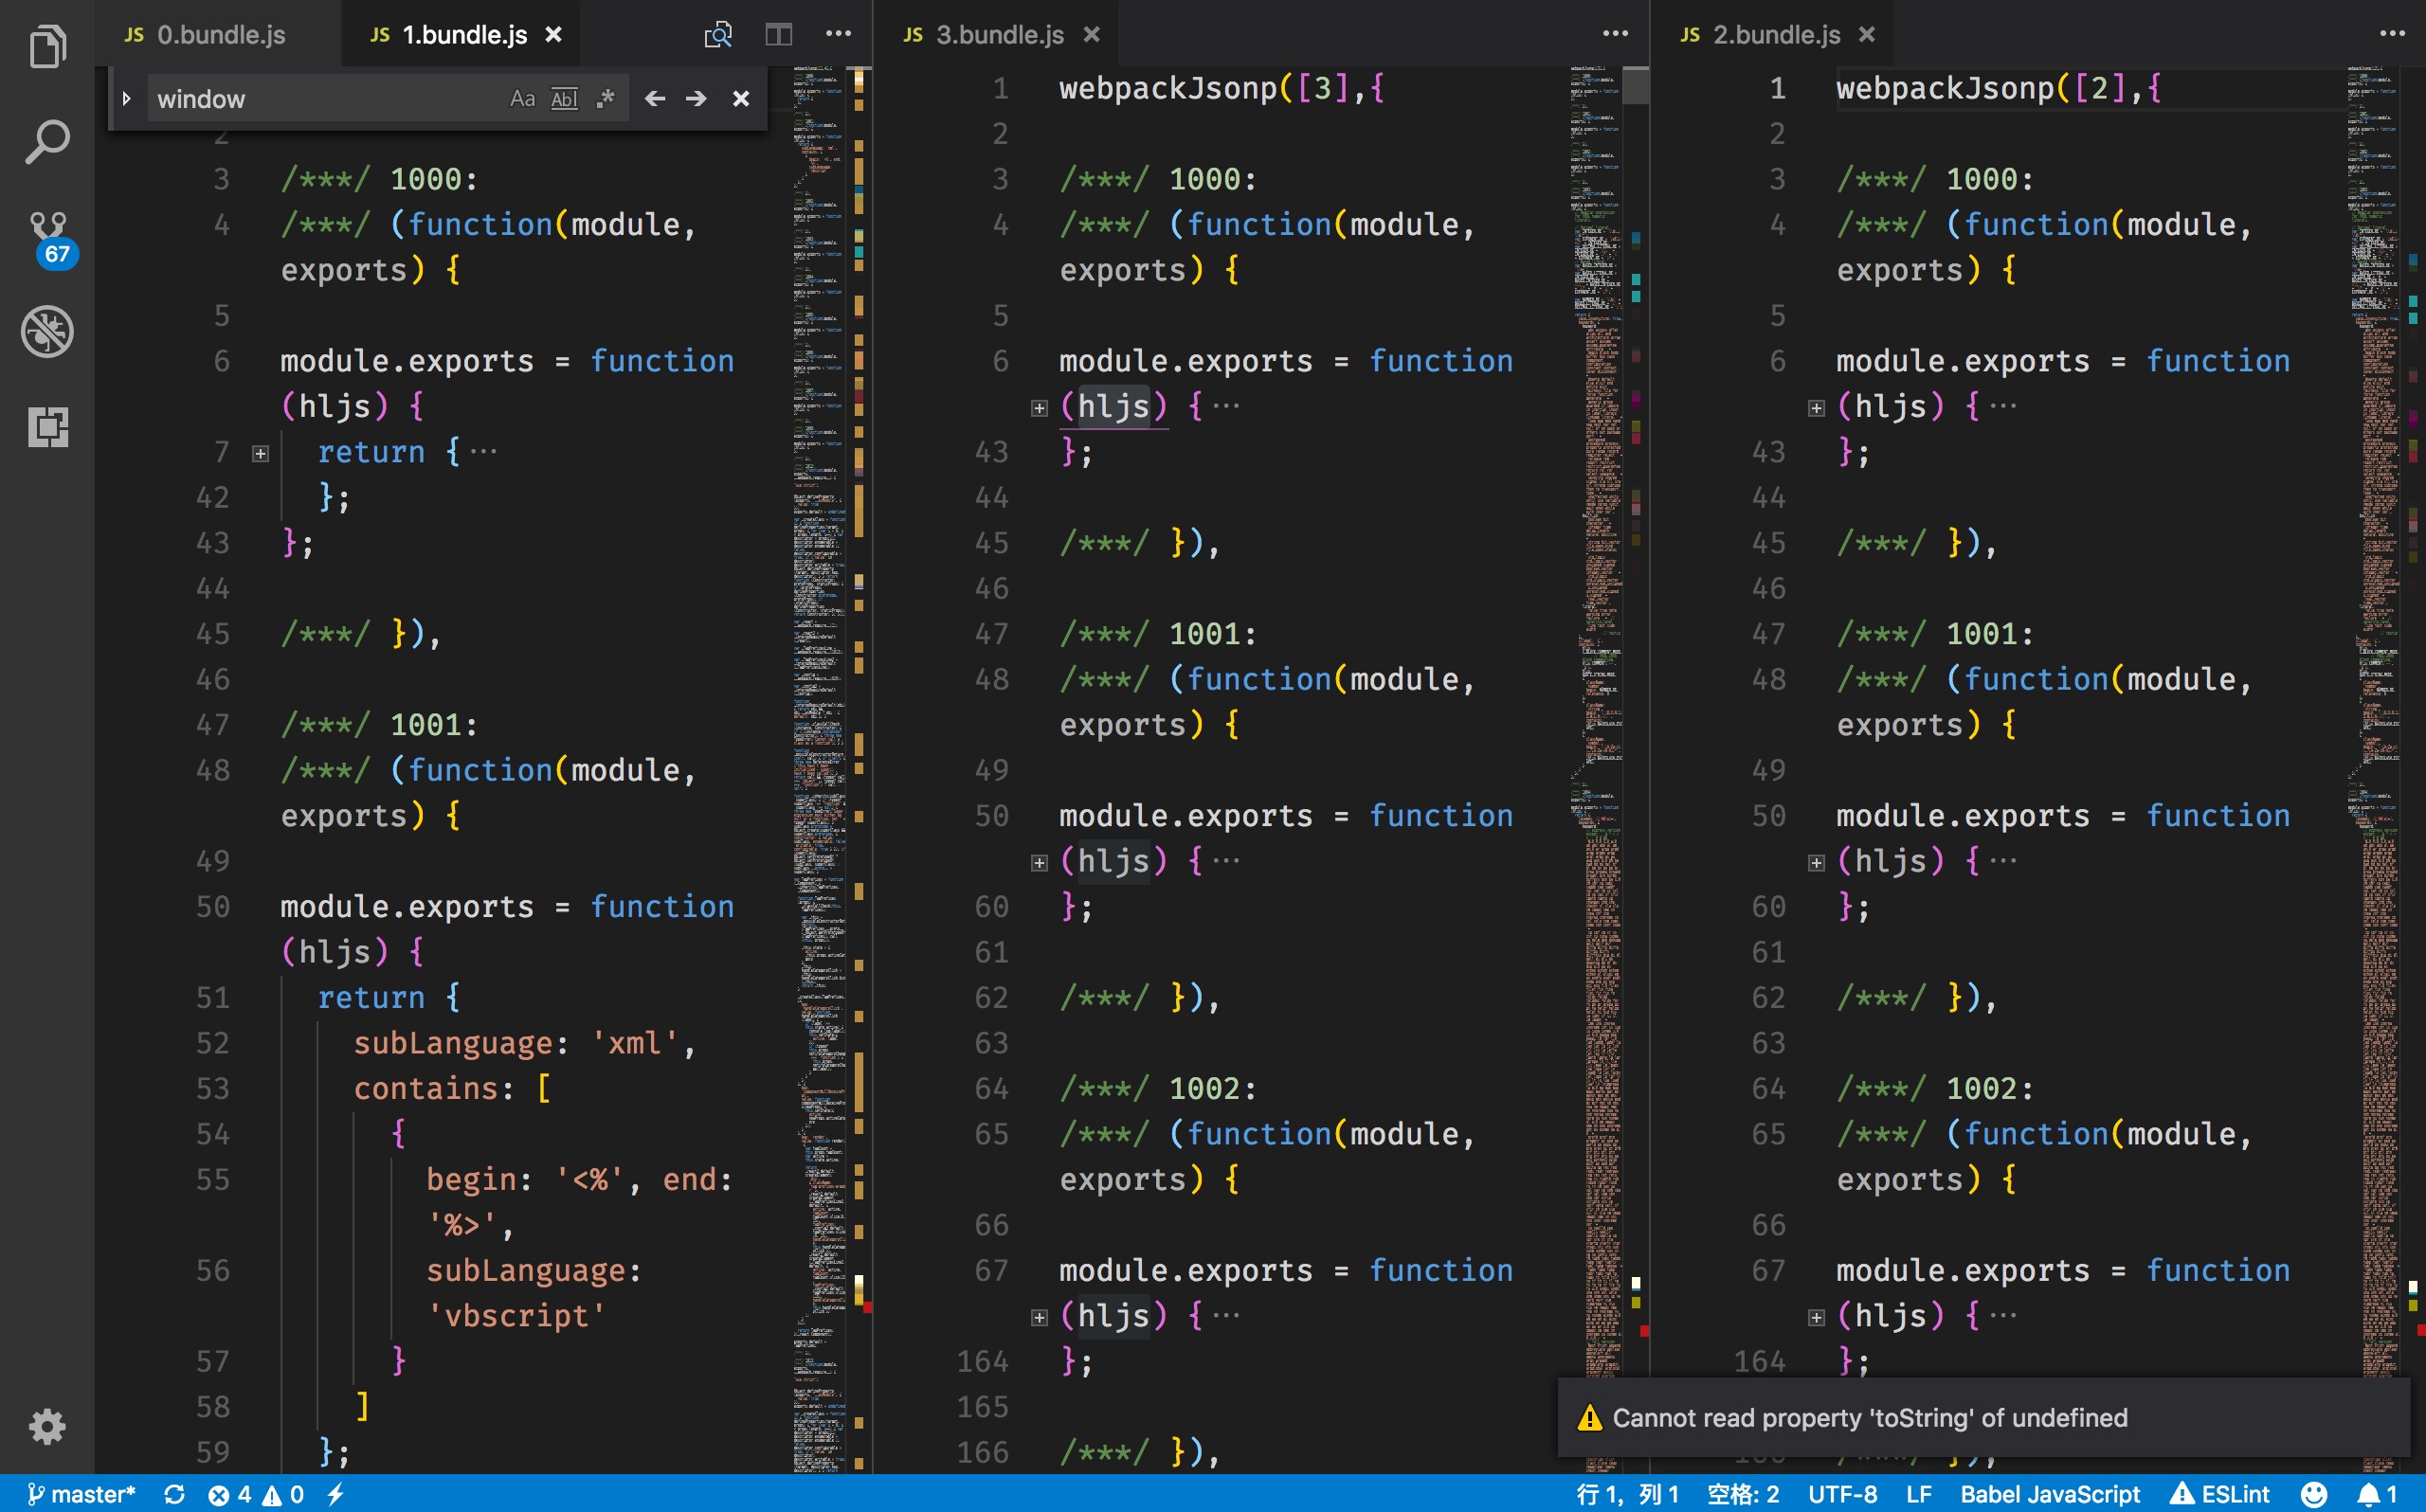 JS 0.bundle.js
JS 1.bundle.js
window
Aa Abl .*
2
3 /***/ 1000:
4 /***/ (function(module,
exports) {
5
6 module.exports = function
(hljs) {
7 return {···
42 };
43 };
44
45 /***/ }),
46
47 /***/ 1001:
48 /***/ (function(module,
exports) {
49
50 module.exports = function
(hljs) {
51 return {
52 subLanguage: 'xml',
53 contains: [
54 {
55 begin: '<%', end:
'%>',
56 subLanguage:
'vbscript'
57 }
58 ]
59 };
JS 3.bundle.js
1 webpackJsonp([3],{
2
3 /***/ 1000:
4 /***/ (function(module,
exports) {
5
6 module.exports = function
(hljs) {···
43 };
44
45 /***/ }),
46
47 /***/ 1001:
48 /***/ (function(module,
exports) {
49
50 module.exports = function
(hljs) {···
60 };
61
62 /***/ }),
63
64 /***/ 1002:
65 /***/ (function(module,
exports) {
66
67 module.exports = function
(hljs) {···
164 };
165
166 /***/ }),
JS 2.bundle.js
1 webpackJsonp([2],{
2
3 /***/ 1000:
4 /***/ (function(module,
exports) {
5
6 module.exports = function
(hljs) {···
43 };
44
45 /***/ }),
46
47 /***/ 1001:
48 /***/ (function(module,
exports) {
49
50 module.exports = function
(hljs) {···
60 };
61
62 /***/ }),
63
64 /***/ 1002:
65 /***/ (function(module,
exports) {
66
67 module.exports = function
(hljs) {···
164 };
Cannot read property 'toString' of undefined
67
master* 4 0 行 1，列 1 空格: 2 UTF-8 LF Babel JavaScript ESLint 1